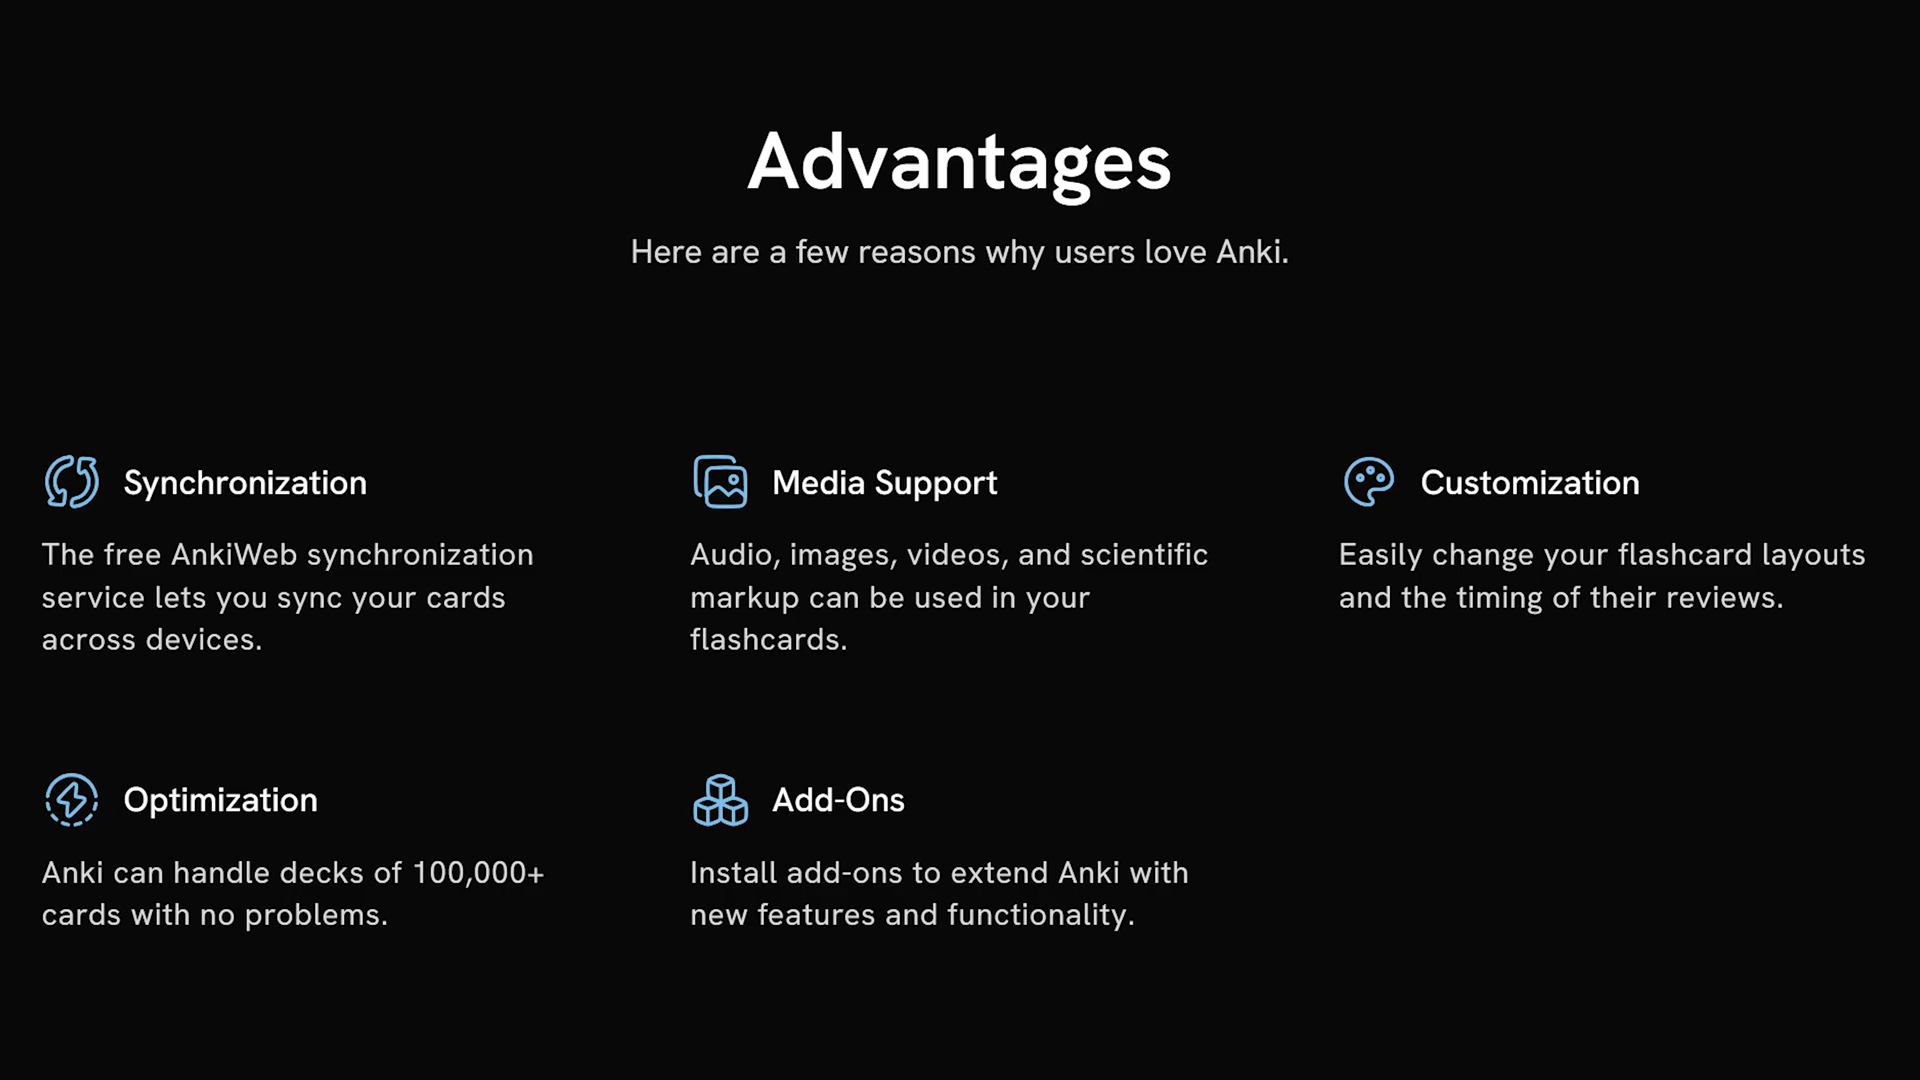 Advantages
Here are a few reasons why users love Anki.
Synchronization
The free AnkiWeb synchronization
service lets you sync your cards
across devices.
Media Support
Audio, images, videos, and scientific
markup can be used in your
flashcards.
Customization
Easily change your flashcard layouts
and the timing of their reviews.
Optimization
Anki can handle decks of 100,000+
cards with no problems.
Add-Ons
Install add-ons to extend Anki with
new features and functionality.